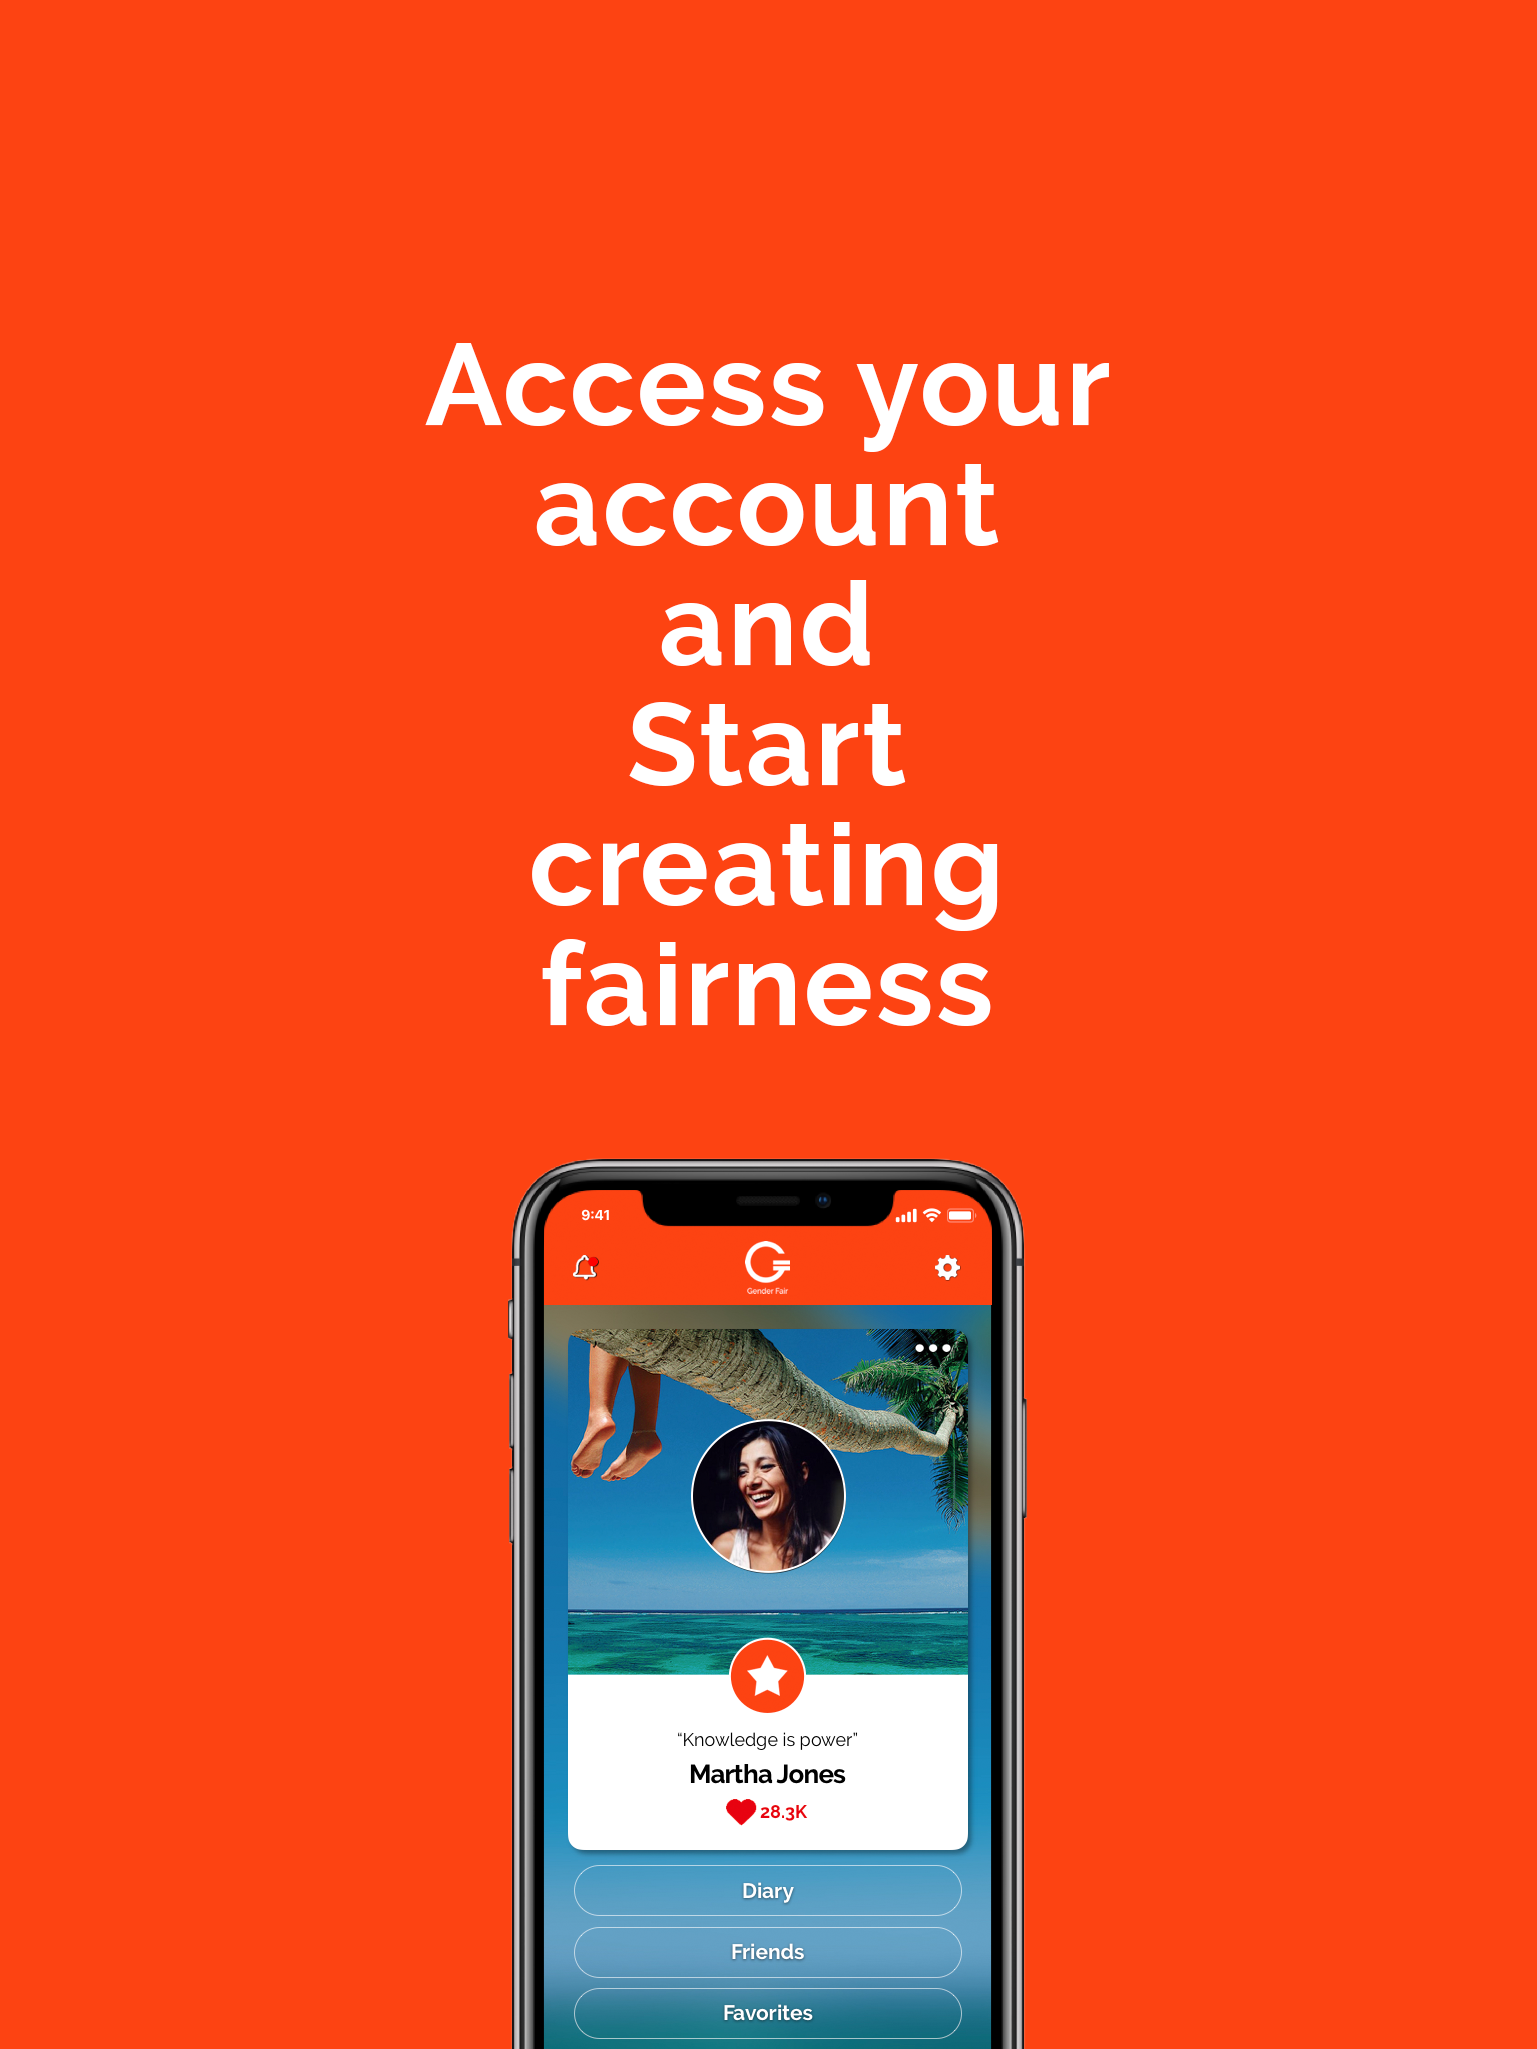 Access your
account
and
Start
creating
fairness
9:41
Gender Fair
“Knowledge is power”
Martha Jones
28.3K
Diary
Friends
Favorites